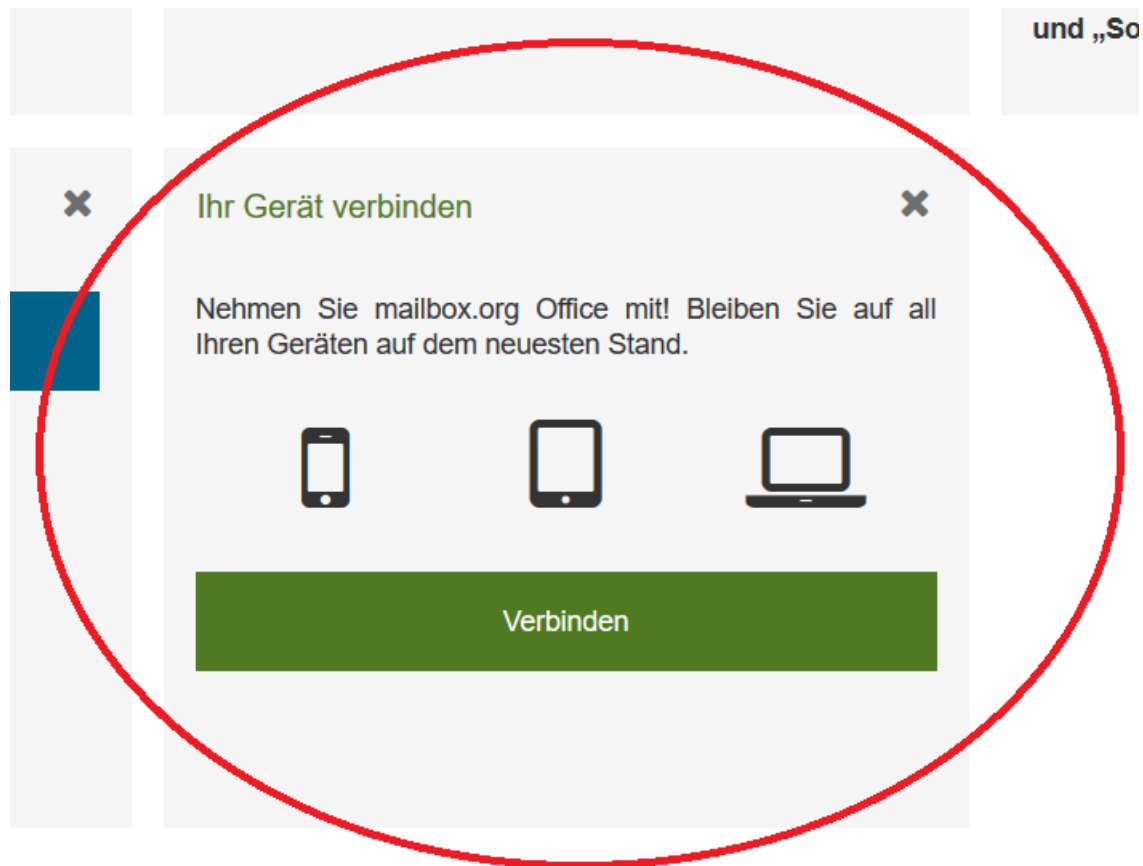 und „So
Ihr Gerät verbinden
Nehmen Sie mailbox.org Office mit! Bleiben Sie auf all
Ihren Geräten auf dem neuesten Stand.
Verbinden